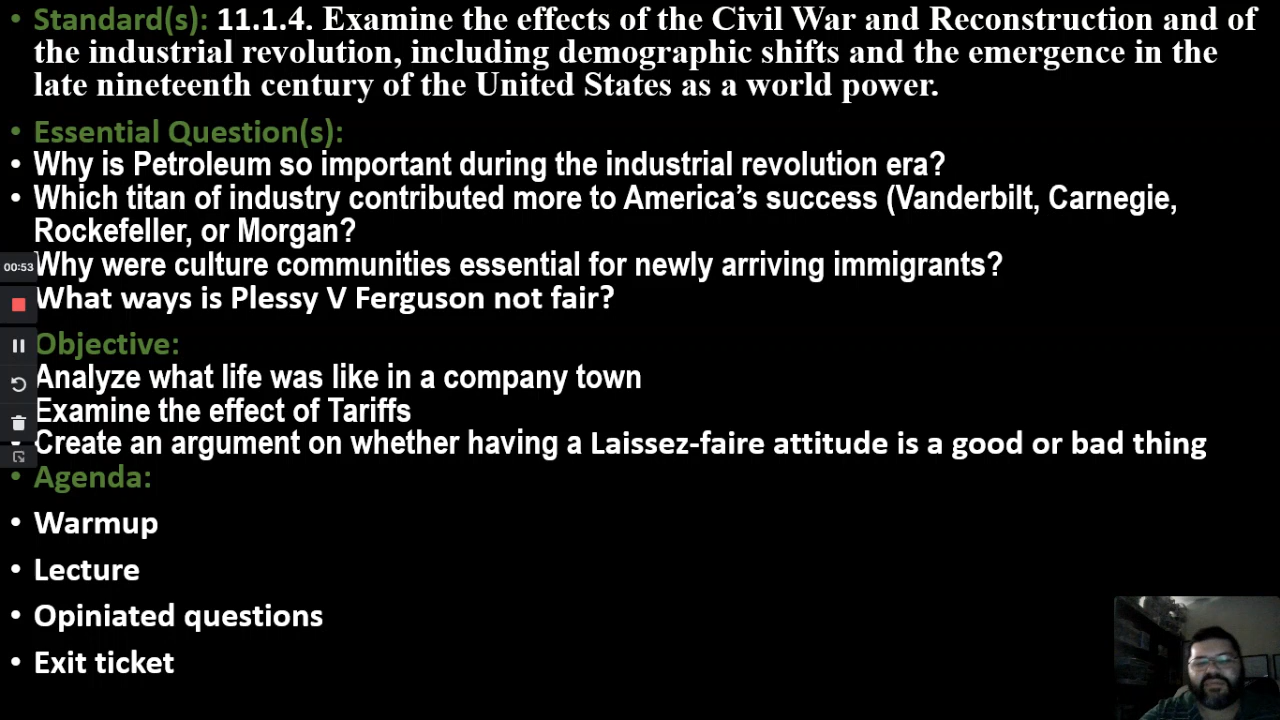 • Standard(s): 11.1.4. Examine the effects of the Civil War and Reconstruction and of
the industrial revolution, including demographic shifts and the emergence in the
late nineteenth century of the United States as a world power.
• Essential Question(s):
• Why is Petroleum so important during the industrial revolution era?
• Which titan of industry contributed more to America’s success (Vanderbilt, Carnegie,
Rockefeller, or Morgan?
00:53
Why were culture communities essential for newly arriving immigrants?
What ways is Plessy V Ferguson not fair?
Objective:
Analyze what life was like in a company town
Examine the effect of Tariffs
Create an argument on whether having a Laissez-faire attitude is a good or bad thing
• Agenda:
• Warmup
• Lecture
• Opiniated questions
• Exit ticket